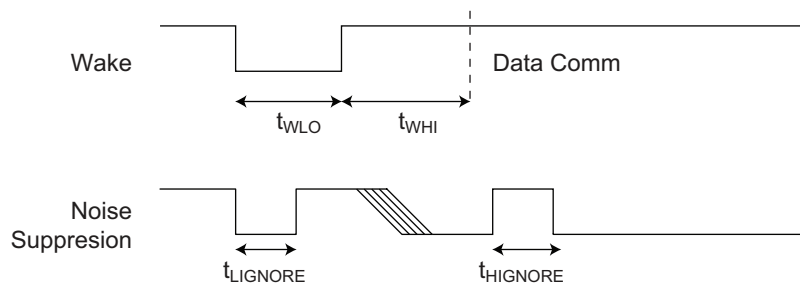 Wake
Data Comm
tWLO
tWHI
Noise
Suppresion
tLIGNORE
tHIGNORE